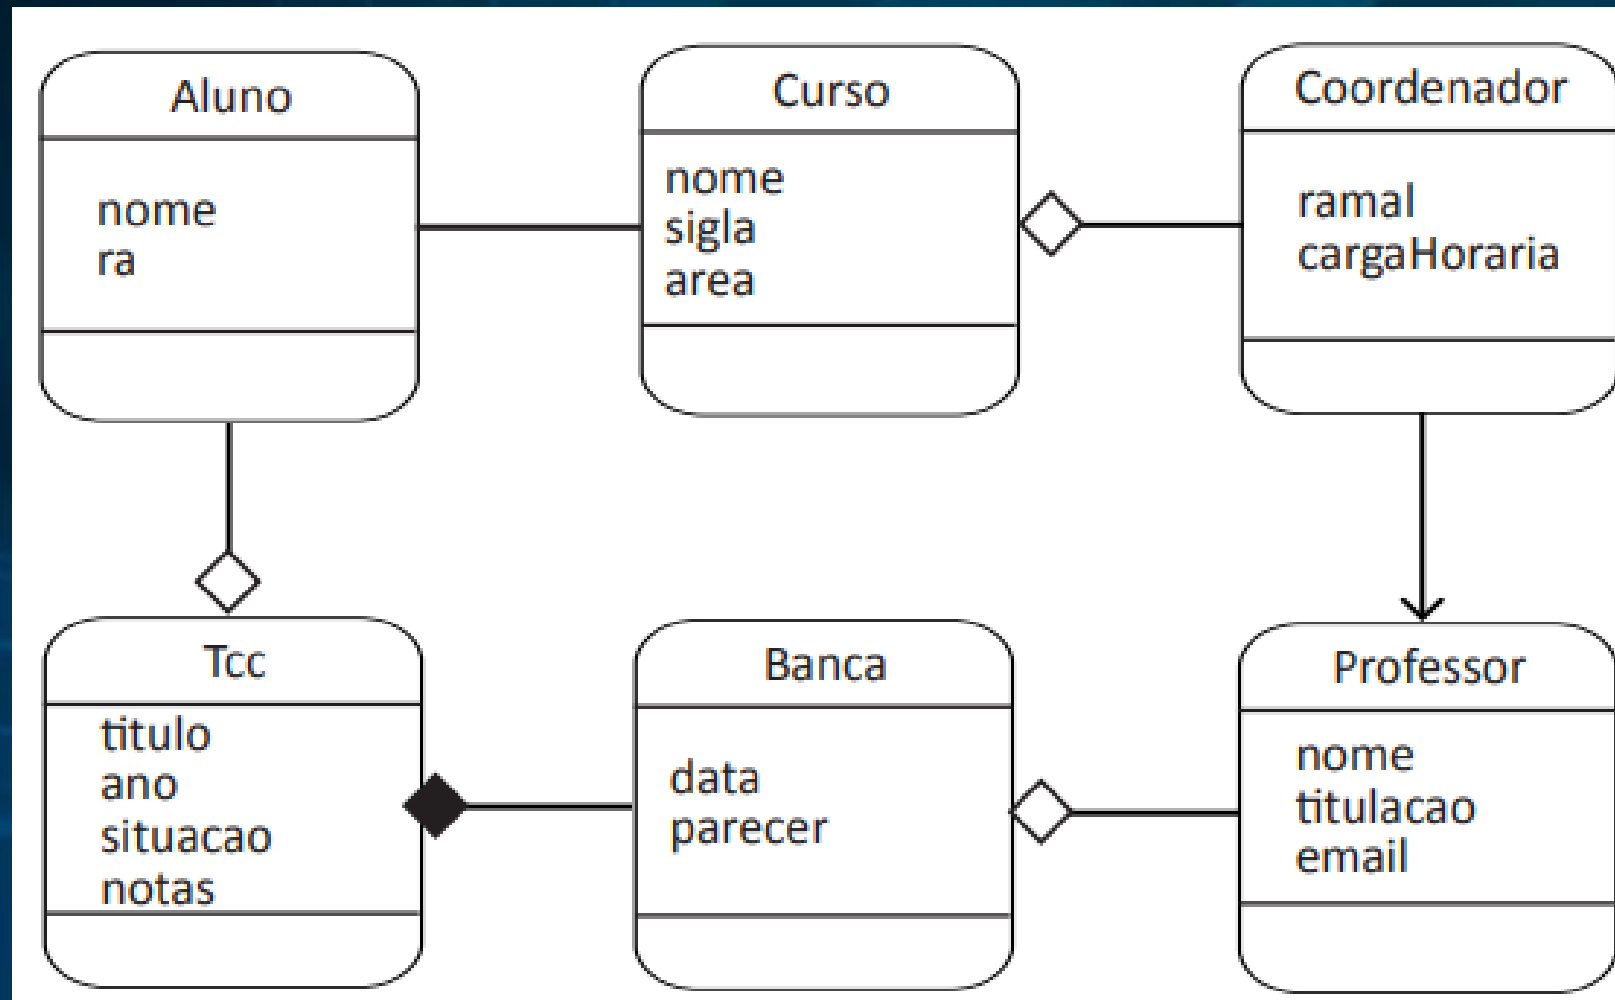 Aluno
nome
ra
Curso
nome
sigla
area
Coordenador
ramal
cargaHoraria
Tcc
titulo
ano
situacao
notas
Banca
data
parecer
Professor
nome
titulacao
email